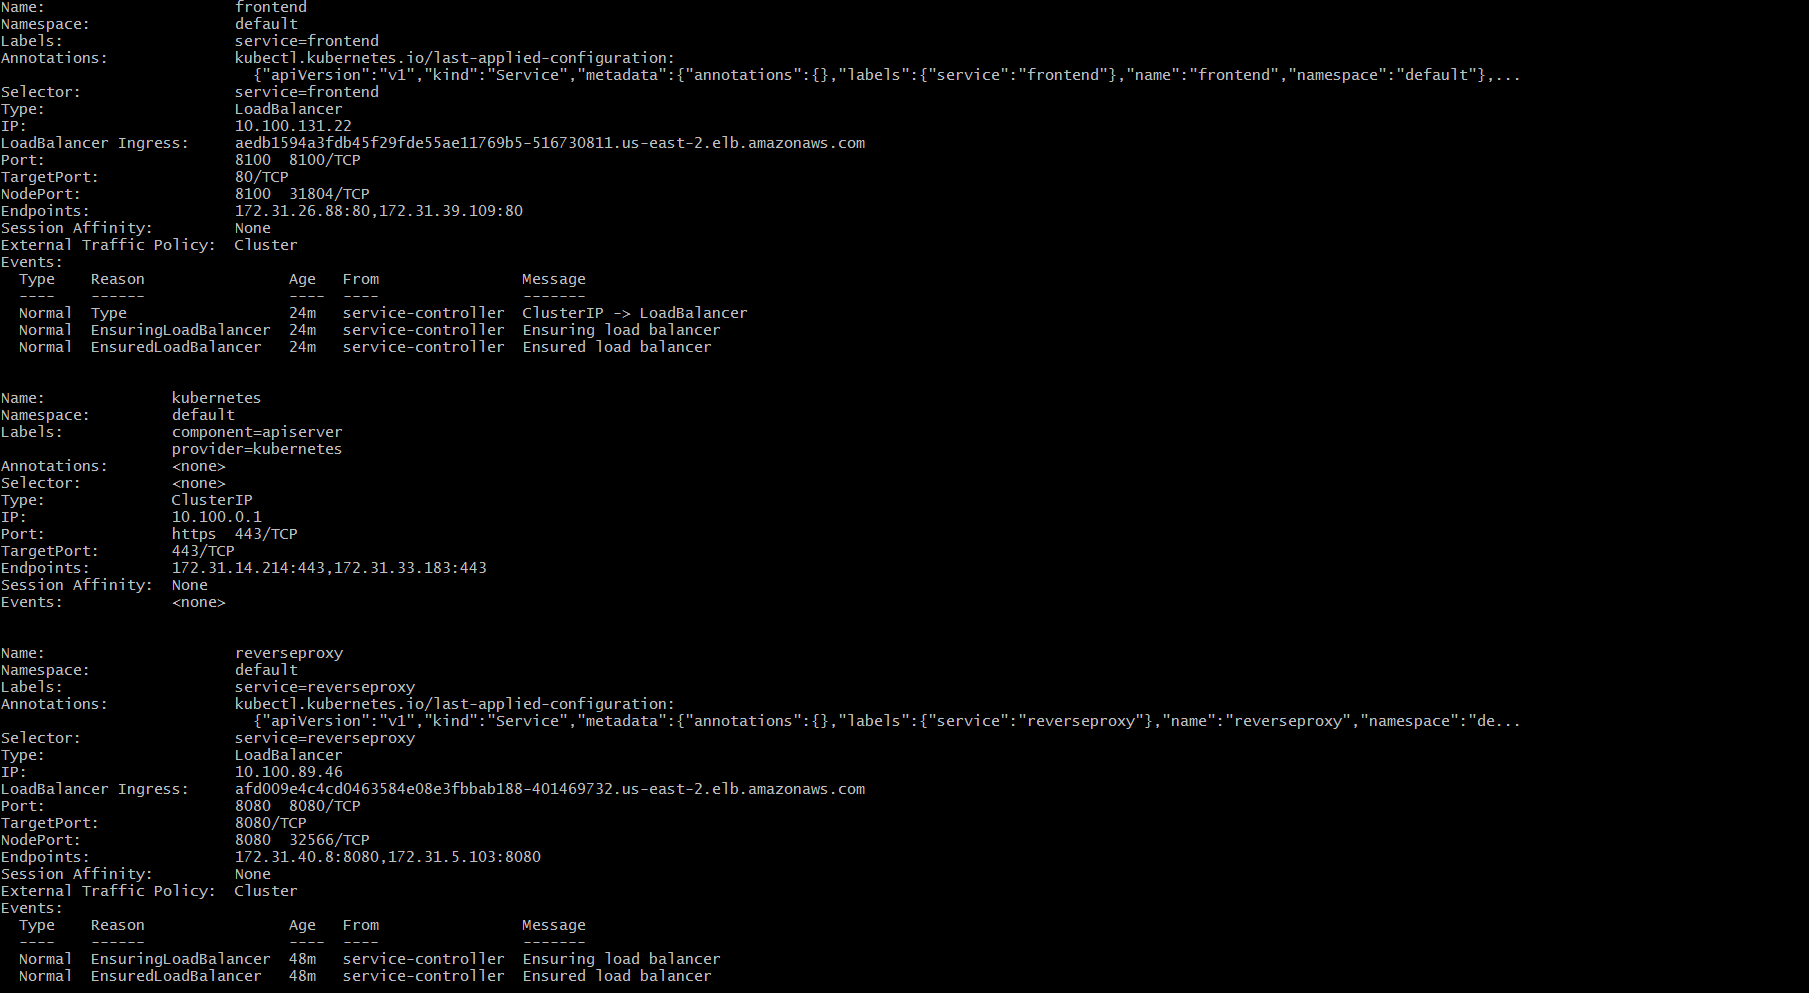 Name:                     frontend
Namespace:                default
Labels:                   service=frontend
Annotations:              kubectl.kubernetes.io/last-applied-configuration:
                            {"apiVersion":"v1","kind":"Service","metadata":{"annotations":{},"labels":{"service":"frontend"},"name":"frontend","namespace":"default"},...
Selector:                 service=frontend
Type:                     LoadBalancer
IP:                       10.100.131.22
LoadBalancer Ingress:     aedb1594a3fdb45f29fde55ae11769b5-516730811.us-east-2.elb.amazonaws.com
Port:                     8100  8100/TCP
TargetPort:               80/TCP
NodePort:                 8100  31804/TCP
Endpoints:                172.31.26.88:80,172.31.39.109:80
Session Affinity:         None
External Traffic Policy:  Cluster
Events:
  Type    Reason                Age   From                Message
  ----    ------                ----  ----                -------
  Normal  Type                  24m   service-controller  ClusterIP -> LoadBalancer
  Normal  EnsuringLoadBalancer  24m   service-controller  Ensuring load balancer
  Normal  EnsuredLoadBalancer   24m   service-controller  Ensured load balancer
Name:              kubernetes
Namespace:         default
Labels:            component=apiserver
                   provider=kubernetes
Annotations:       <none>
Selector:          <none>
Type:              ClusterIP
IP:                10.100.0.1
Port:              https  443/TCP
TargetPort:        443/TCP
Endpoints:         172.31.14.214:443,172.31.33.183:443
Session Affinity:  None
Events:            <none>
Name:                     reverseproxy
Namespace:                default
Labels:                   service=reverseproxy
Annotations:              kubectl.kubernetes.io/last-applied-configuration:
                            {"apiVersion":"v1","kind":"Service","metadata":{"annotations":{},"labels":{"service":"reverseproxy"},"name":"reverseproxy","namespace":"de...
Selector:                 service=reverseproxy
Type:                     LoadBalancer
IP:                       10.100.89.46
LoadBalancer Ingress:     afd009e4c4cd0463584e08e3fbbab188-401469732.us-east-2.elb.amazonaws.com
Port:                     8080  8080/TCP
TargetPort:               8080/TCP
NodePort:                 8080  32566/TCP
Endpoints:                172.31.40.8:8080,172.31.5.103:8080
Session Affinity:         None
External Traffic Policy:  Cluster
Events:
  Type    Reason                Age   From                Message
  ----    ------                ----  ----                -------
  Normal  EnsuringLoadBalancer  48m   service-controller  Ensuring load balancer
  Normal  EnsuredLoadBalancer   48m   service-controller  Ensured load balancer